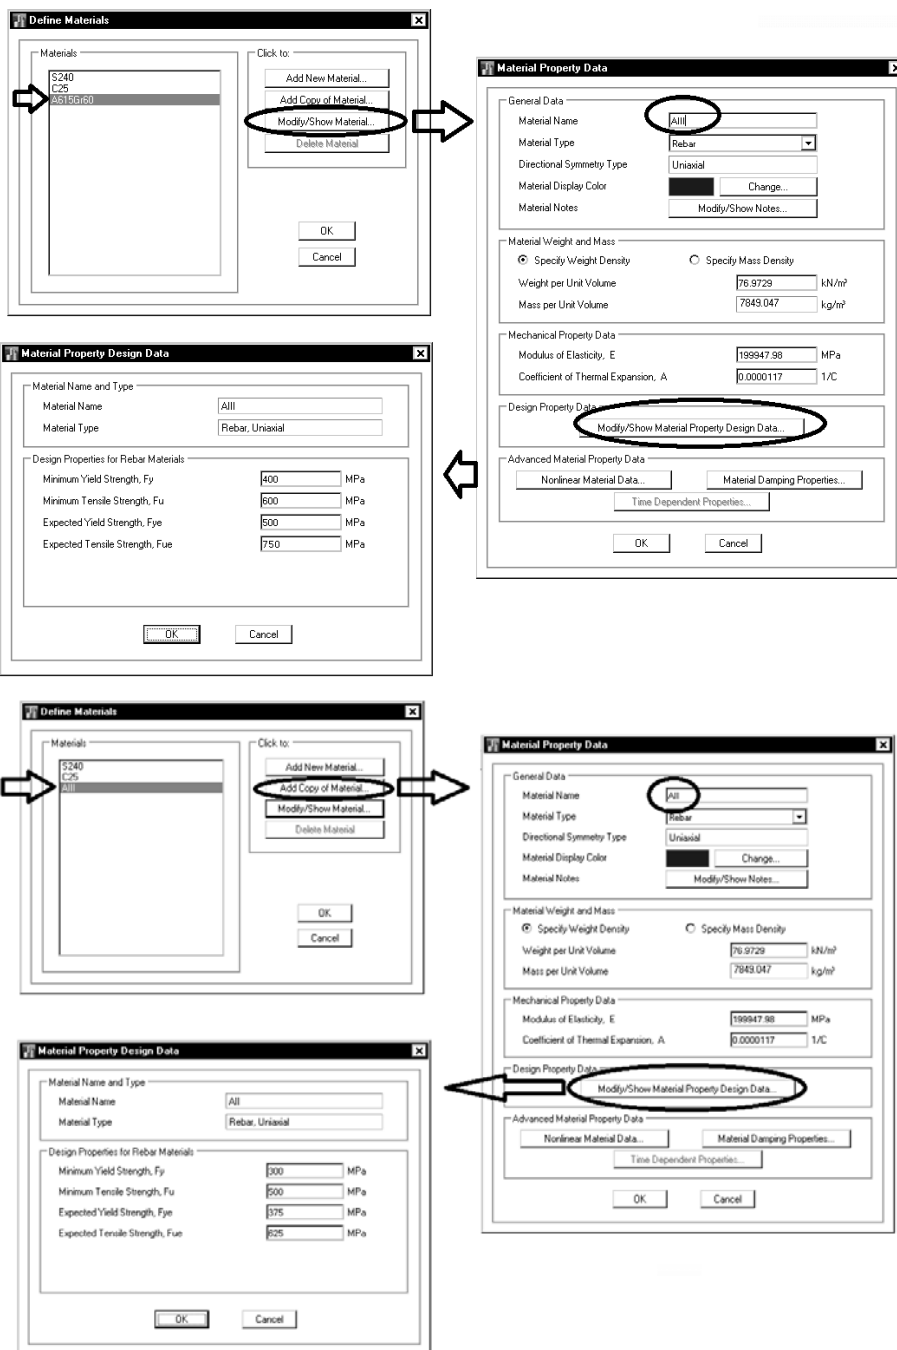 Define Materials
Materials
S240
C25
A615Gr60
Click to:
Add New Material...
Add Copy of Material...
Modify/Show Material...
Delete Material
OK
Cancel
Material Property Data
General Data
Material Name
AIII
Material Type
Rebar
Directional Symmetry Type
Uniaxial
Material Display Color
Change...
Material Notes
Modify/Show Notes...
Material Weight and Mass
Specify Weight Density
Specify Mass Density
Weight per Unit Volume
76.9729
kN/m³
Mass per Unit Volume
7849.047
kg/m³
Mechanical Property Data
Modulus of Elasticity, E
199947.98
MPa
Coefficient of Thermal Expansion, A
0.0000117
1/C
Design Property Data
Modify/Show Material Property Design Data...
Advanced Material Property Data
Nonlinear Material Data...
Material Damping Properties...
Time Dependent Properties...
OK
Cancel
Material Property Design Data
Material Name and Type
Material Name
AIII
Material Type
Rebar, Uniaxial
Design Properties for Rebar Materials
Minimum Yield Strength, Fy
400
MPa
Minimum Tensile Strength, Fu
600
MPa
Expected Yield Strength, Fye
500
MPa
Expected Tensile Strength, Fue
750
MPa
OK
Cancel
Define Materials
Materials
S240
C25
AIII
Click to:
Add New Material...
Add Copy of Material...
Modify/Show Material...
Delete Material
OK
Cancel
Material Property Data
General Data
Material Name
AII
Material Type
Rebar
Directional Symmetry Type
Uniaxial
Material Display Color
Change...
Material Notes
Modify/Show Notes...
Material Weight and Mass
Specify Weight Density
Specify Mass Density
Weight per Unit Volume
76.9729
kN/m³
Mass per Unit Volume
7849.047
kg/m³
Mechanical Property Data
Modulus of Elasticity, E
199947.98
MPa
Coefficient of Thermal Expansion, A
0.0000117
1/C
Design Property Data
Modify/Show Material Property Design Data...
Advanced Material Property Data
Nonlinear Material Data...
Material Damping Properties...
Time Dependent Properties...
OK
Cancel
Material Property Design Data
Material Name and Type
Material Name
AII
Material Type
Rebar, Uniaxial
Design Properties for Rebar Materials
Minimum Yield Strength, Fy
300
MPa
Minimum Tensile Strength, Fu
500
MPa
Expected Yield Strength, Fye
375
MPa
Expected Tensile Strength, Fue
625
MPa
OK
Cancel